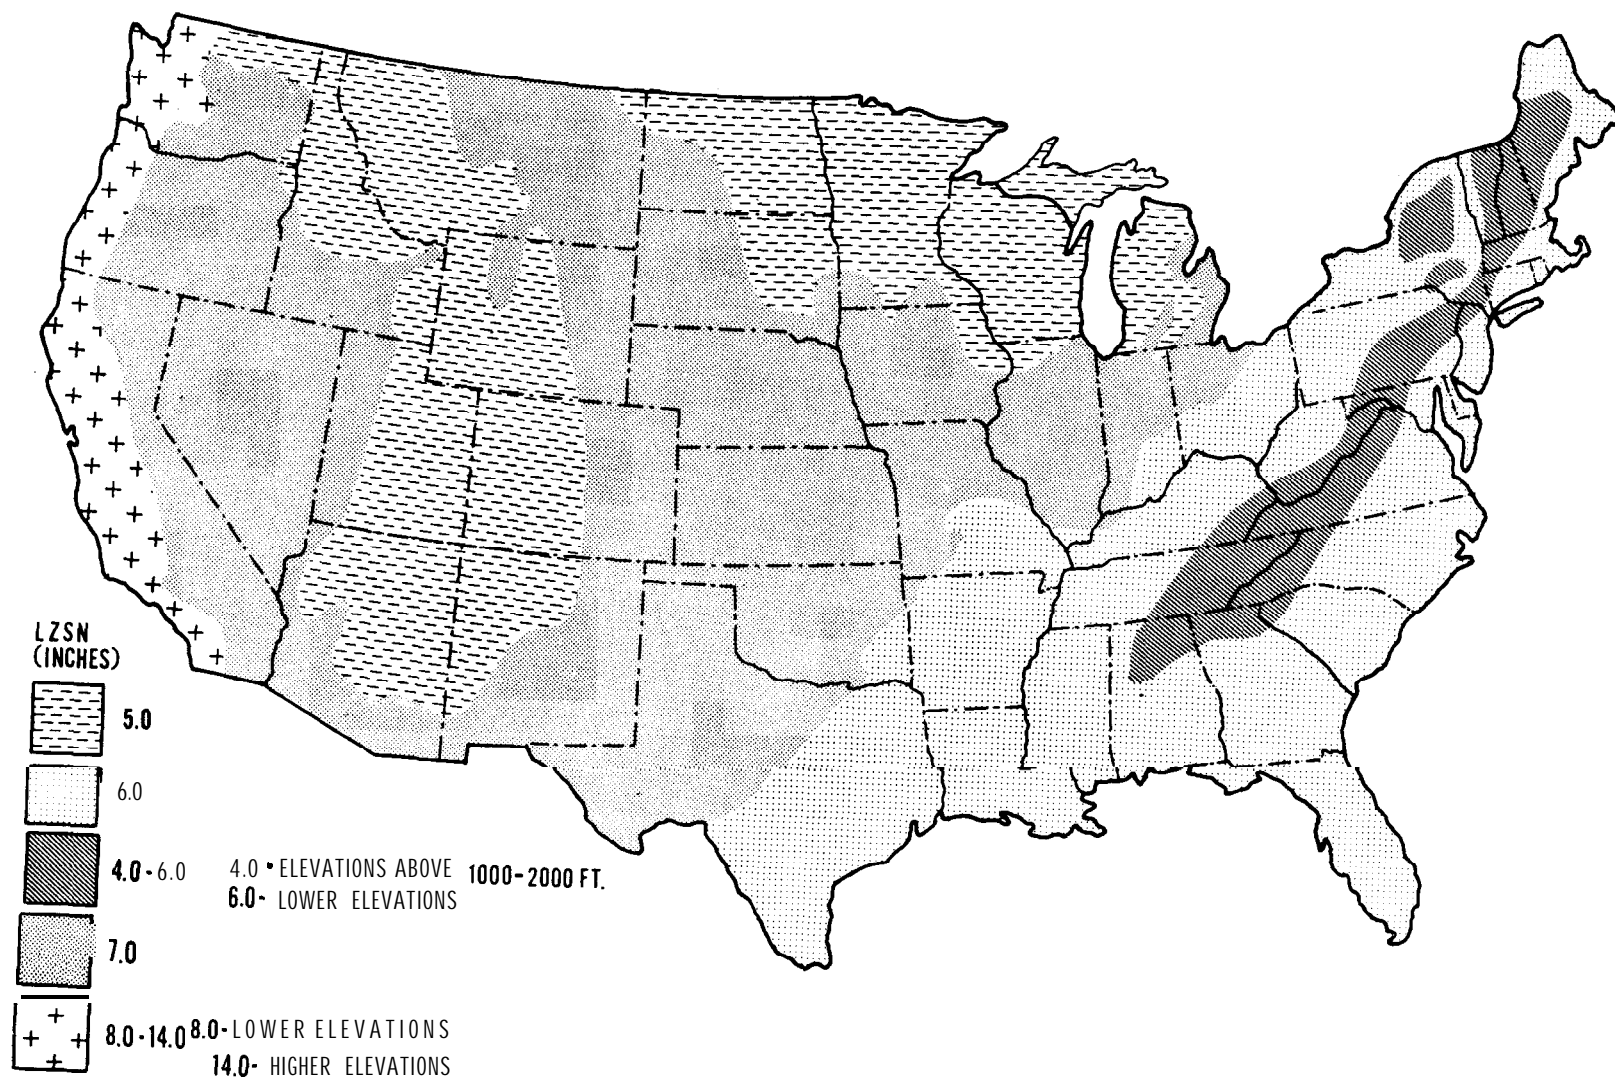 LZSN
(INCHES)
5.0
6.0
4.0-6.0 4.0 • ELEVATIONS ABOVE 1000-2000 FT.
6.0- LOWER ELEVATIONS
7.0
8.0-14.0 8.0-LOWER ELEVATIONS
14.0- HIGHER ELEVATIONS